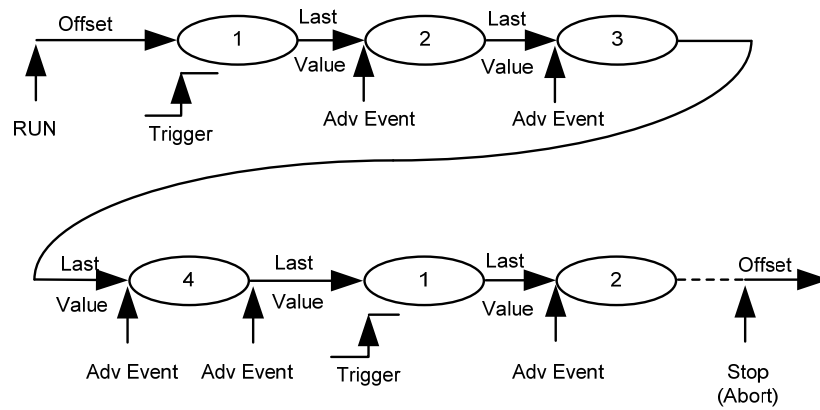 Offset
1
Last
Value
2
Last
Value
3
RUN
Trigger
Adv Event
Adv Event
Last
Value
4
Last
Value
1
Last
Value
2
Offset
Adv Event
Adv Event
Trigger
Adv Event
Stop
(Abort)